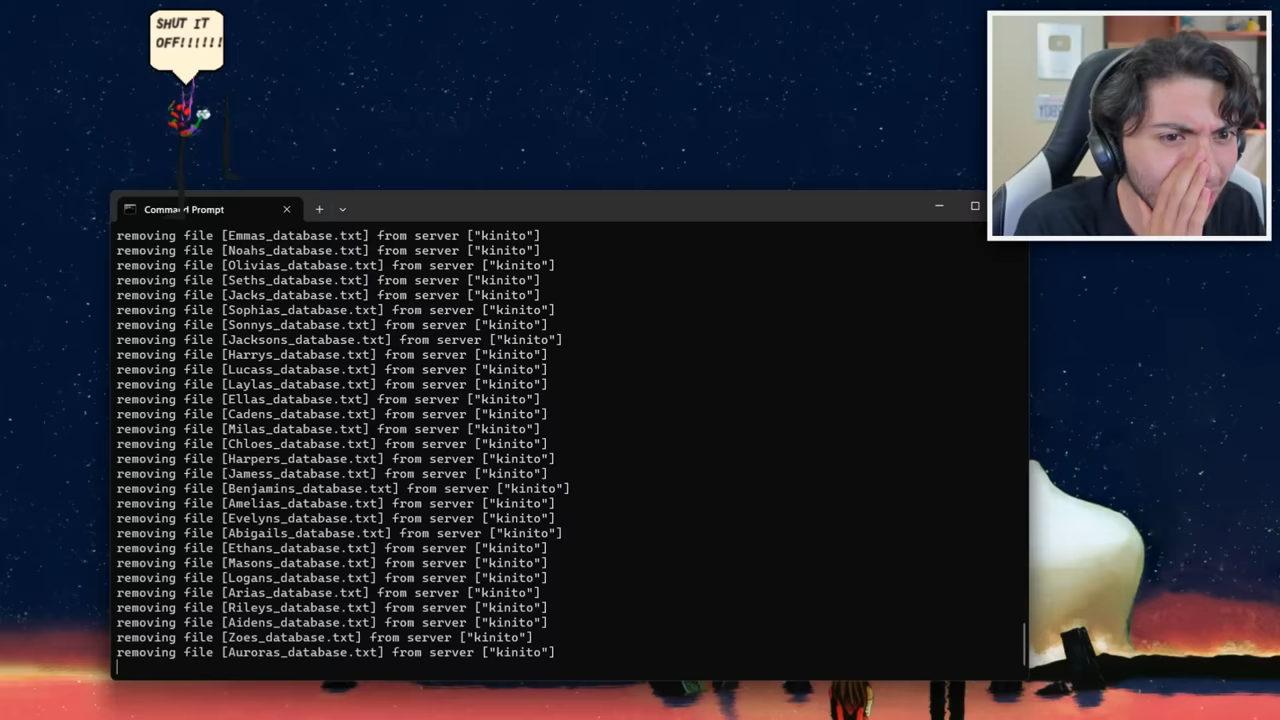 SHUT IT
OFF!!!!!!
Command Prompt
removing file [Emmas_database.txt] from server ["kinito"]
removing file [Noahs_database.txt] from server ["kinito"]
removing file [Olivias_database.txt] from server ["kinito"]
removing file [Seths_database.txt] from server ["kinito"]
removing file [Jacks_database.txt] from server ["kinito"]
removing file [Sophias_database.txt] from server ["kinito"]
removing file [Sonnys_database.txt] from server ["kinito"]
removing file [Jacksons_database.txt] from server ["kinito"]
removing file [Harrys_database.txt] from server ["kinito"]
removing file [Lucass_database.txt] from server ["kinito"]
removing file [Laylas_database.txt] from server ["kinito"]
removing file [Ellas_database.txt] from server ["kinito"]
removing file [Cadens_database.txt] from server ["kinito"]
removing file [Milas_database.txt] from server ["kinito"]
removing file [Chloes_database.txt] from server ["kinito"]
removing file [Harpers_database.txt] from server ["kinito"]
removing file [Jamess_database.txt] from server ["kinito"]
removing file [Benjamins_database.txt] from server ["kinito"]
removing file [Amelias_database.txt] from server ["kinito"]
removing file [Evelyns_database.txt] from server ["kinito"]
removing file [Abigails_database.txt] from server ["kinito"]
removing file [Ethans_database.txt] from server ["kinito"]
removing file [Masons_database.txt] from server ["kinito"]
removing file [Logans_database.txt] from server ["kinito"]
removing file [Arias_database.txt] from server ["kinito"]
removing file [Rileys_database.txt] from server ["kinito"]
removing file [Aidens_database.txt] from server ["kinito"]
removing file [Zoes_database.txt] from server ["kinito"]
removing file [Auroras_database.txt] from server ["kinito"]